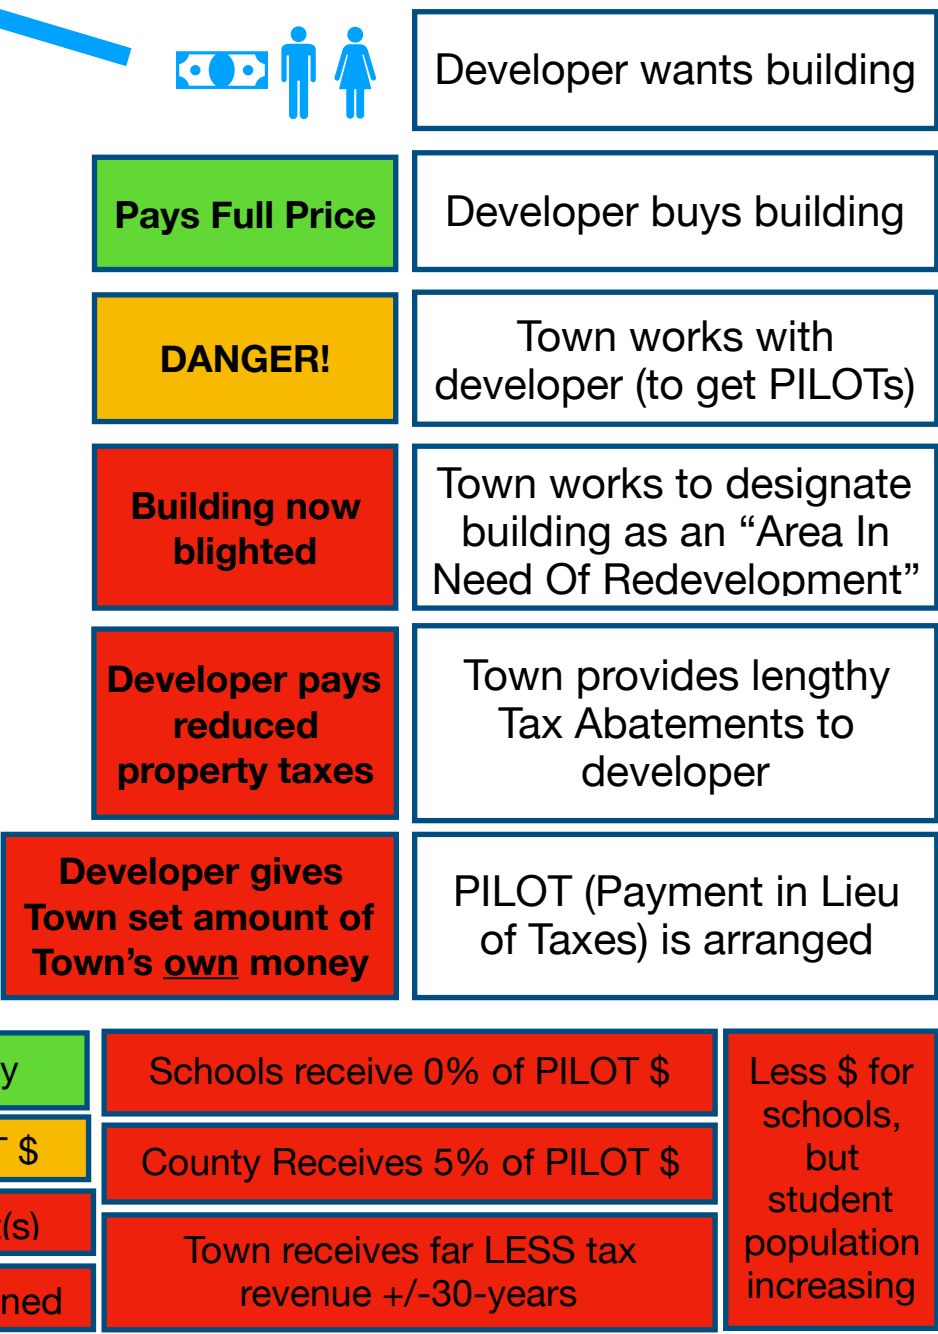 Developer wants building
Pays Full Price
Developer buys building
DANGER!
Town works with
developer (to get PILOTs)
Building now
blighted
Town works to designate
building as an “Area In
Need Of Redevelopment”
Developer pays
reduced
property taxes
Town provides lengthy
Tax Abatements to
developer
Developer gives
Town set amount of
Town’s own money
PILOT (Payment in Lieu
of Taxes) is arranged
y
T $
(s)
ned
Schools receive 0% of PILOT $
County Receives 5% of PILOT $
Town receives far LESS tax
revenue +/-30-years
Less $ for
schools,
but
student
population
increasing